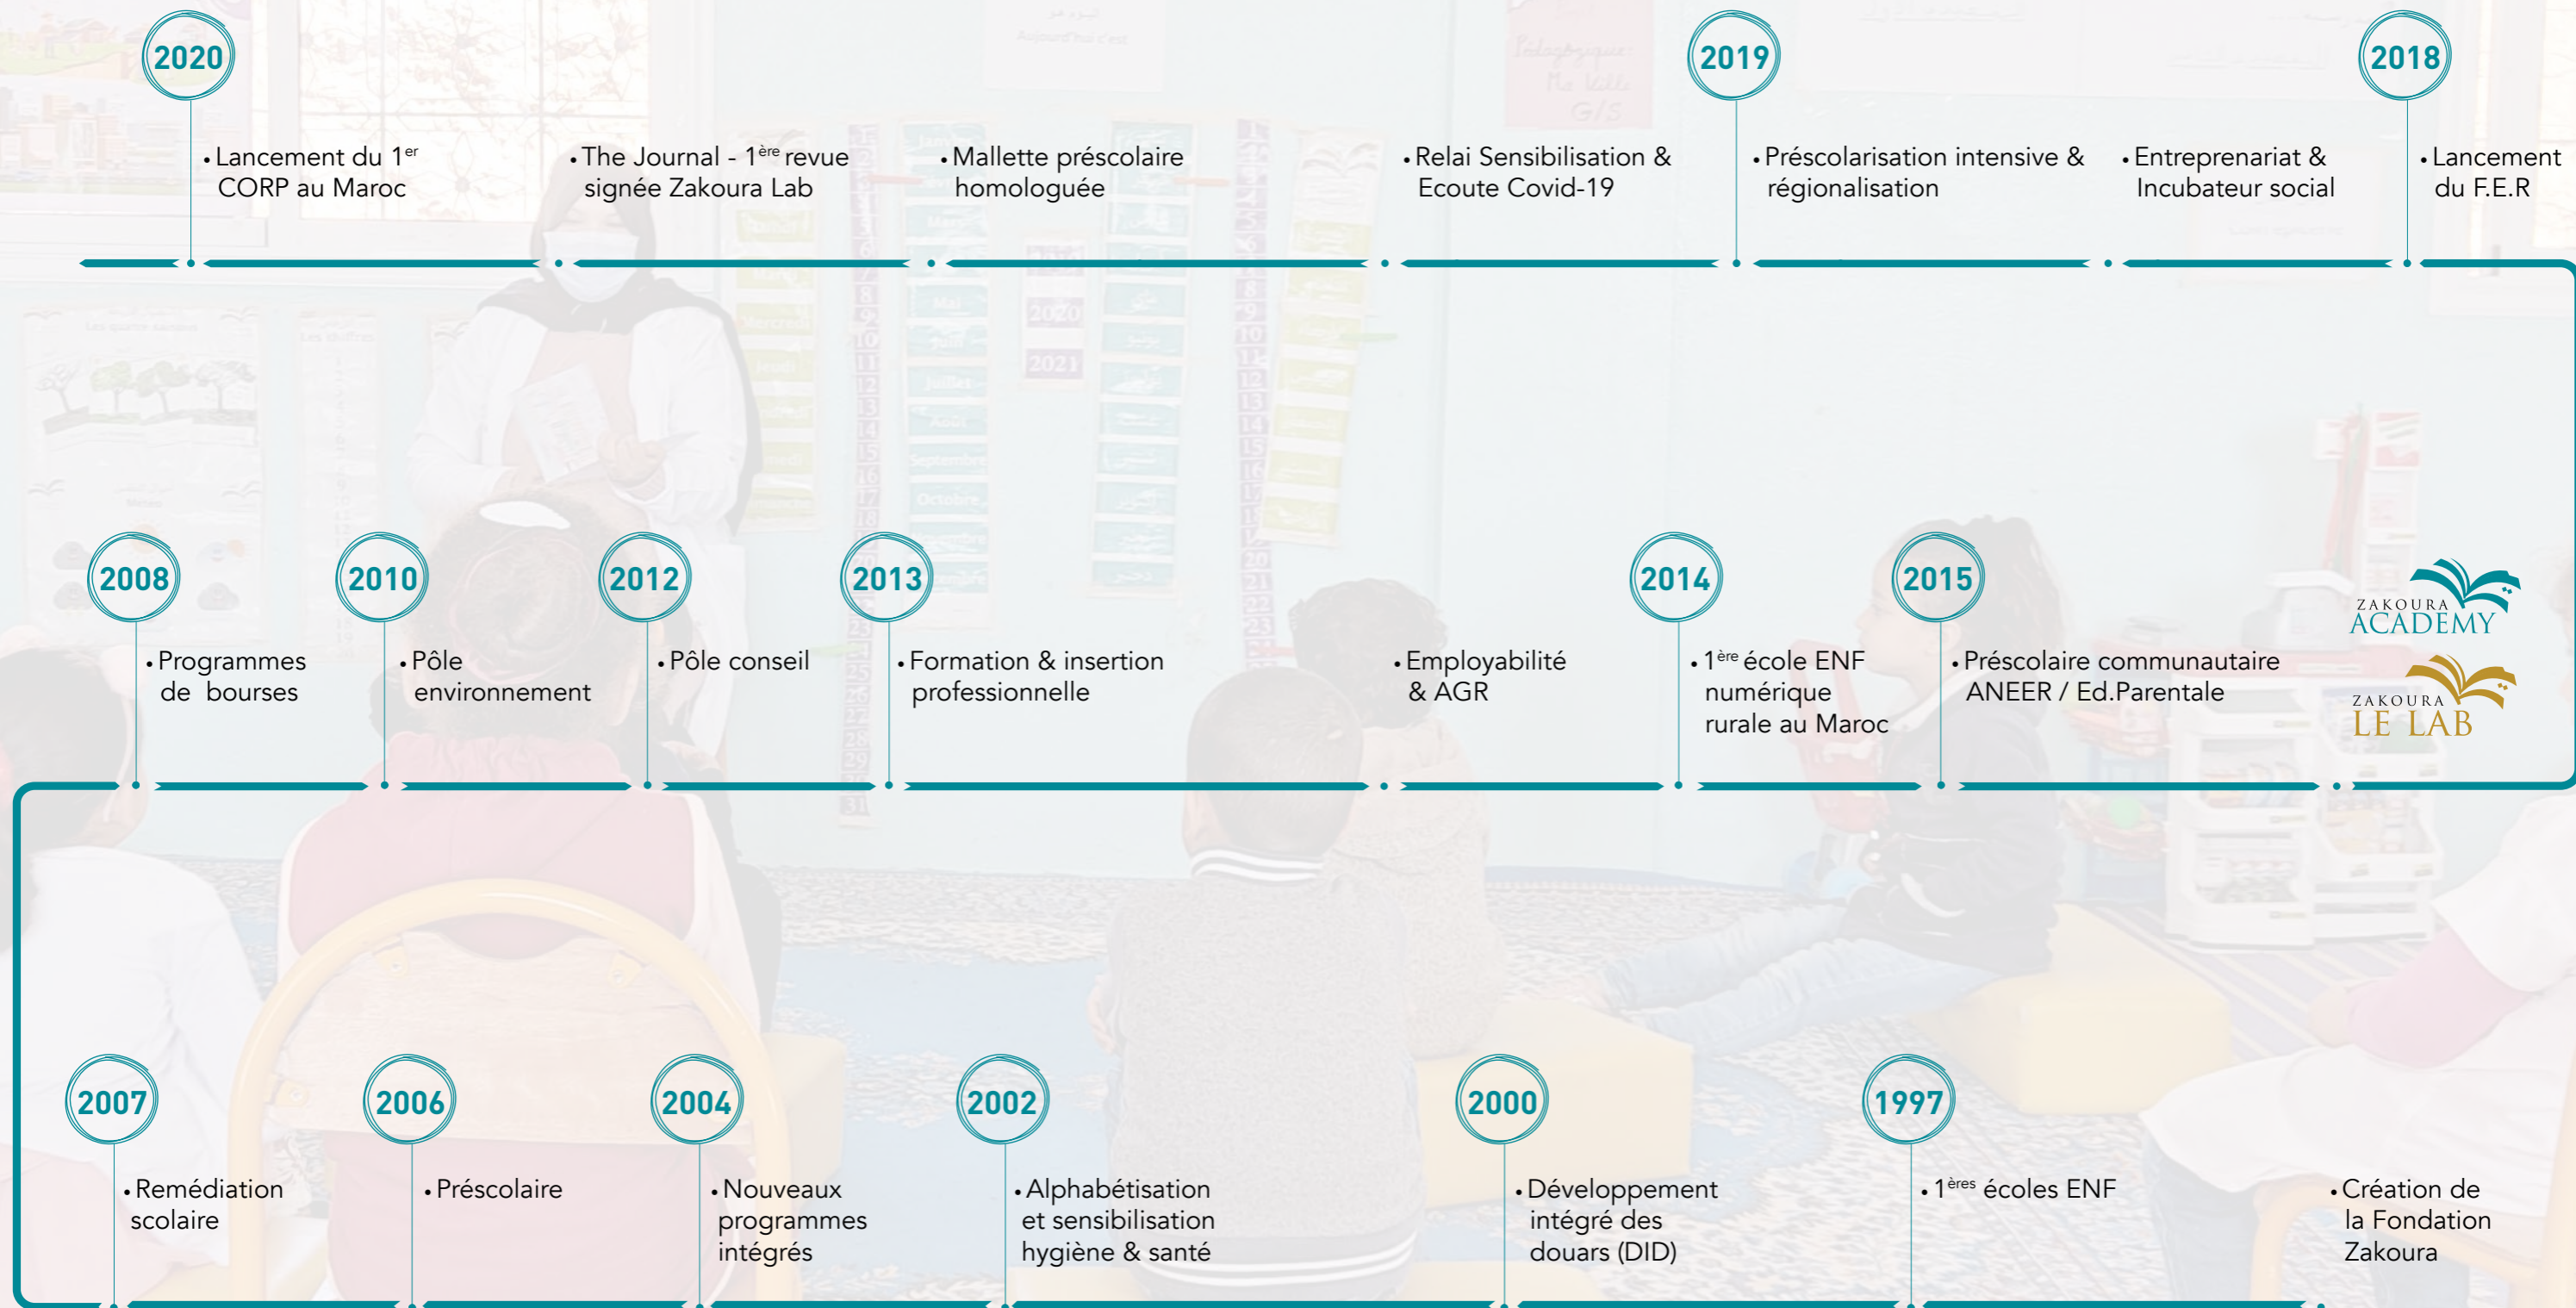 2020
2019
2018
• Lancement du 1er
CORP au Maroc
• The Journal - 1ère revue
signée Zakoura Lab
• Mallette préscolaire
homologuée
• Relai Sensibilisation &
Ecoute Covid-19
• Préscolarisation intensive &
régionalisation
• Entreprenariat &
Incubateur social
• Lancement
du F.E.R
2008
2010
2012
2013
2014
2015
• Programmes
de bourses
• Pôle
environnement
• Pôle conseil
• Formation & insertion
professionnelle
• Employabilité
& AGR
• 1ère école ENF
numérique
rurale au Maroc
• Préscolaire communautaire
ANEER / Ed.Parentale
ZAKOURA
ACADEMY
ZAKOURA
LE LAB
2007
2006
2004
2002
2000
1997
• Remédiation
scolaire
• Préscolaire
• Nouveaux
programmes
intégrés
• Alphabétisation
et sensibilisation
hygiène & santé
• Développement
intégré des
douars (DID)
• 1ères écoles ENF
• Création de
la Fondation
Zakoura